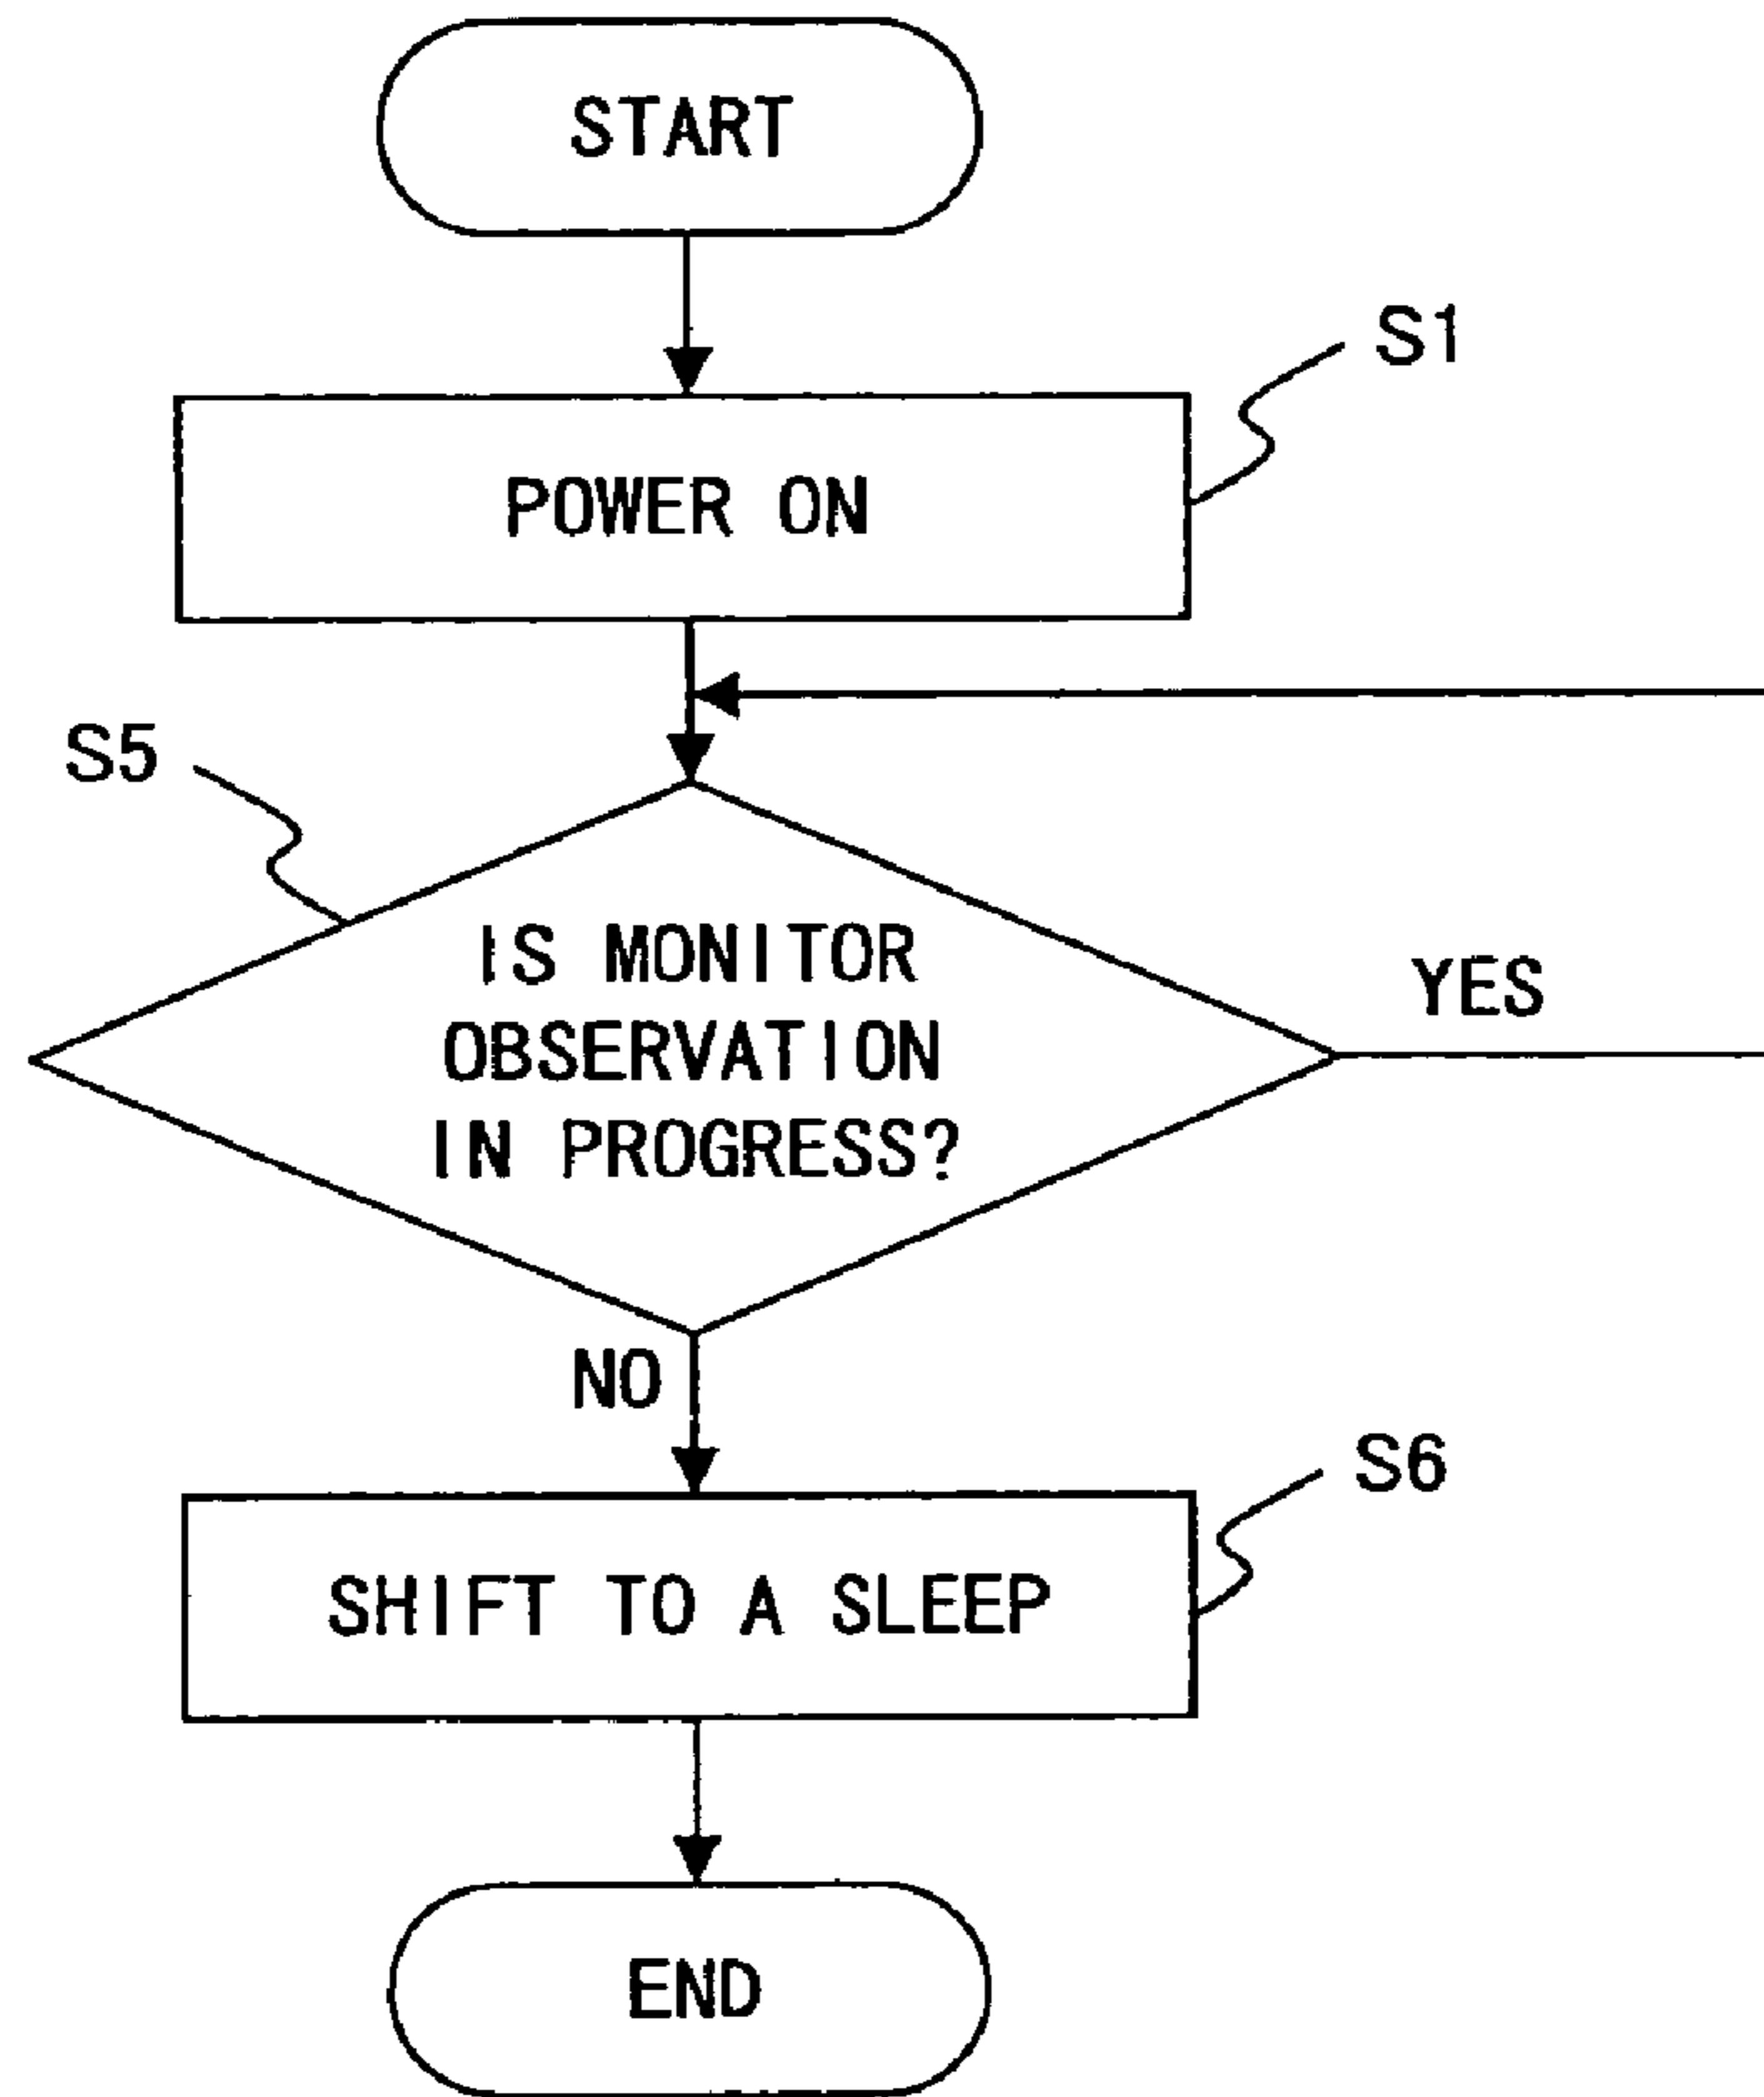 START
S1
POWER ON
S5
IS MONITOR
OBSERVATION
IN PROGRESS?
YES
NO
S6
SHIFT TO A SLEEP
END